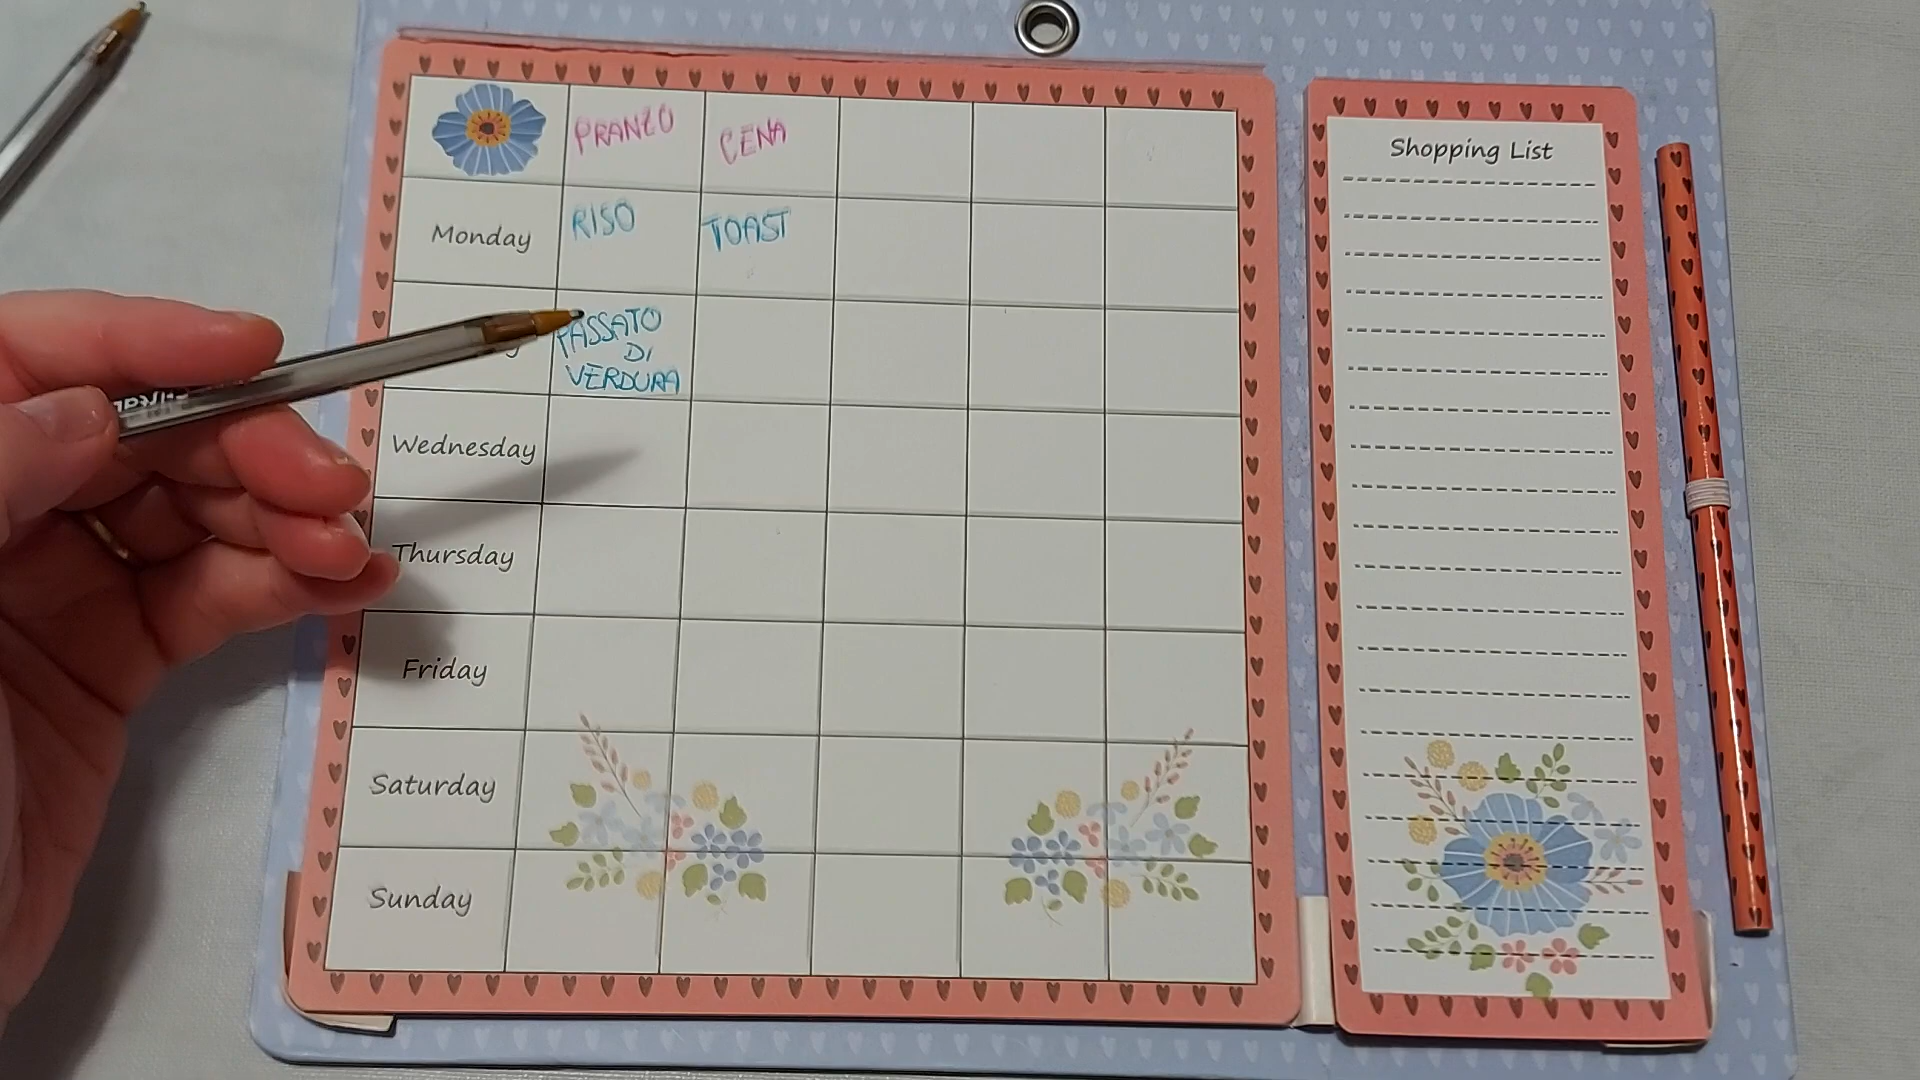 PRANZO
CENA
Shopping List
Monday
RISO
TOAST
PASSATO
DI
VERDURA
Wednesday
Thursday
Friday
Saturday
Sunday